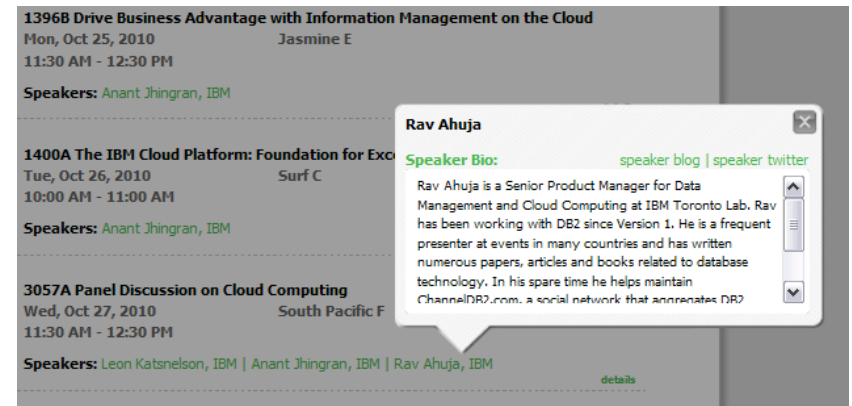 1396B Drive Business Advantage with Information Management on the Cloud
Mon, Oct 25, 2010 Jasmine E
11:30 AM - 12:30 PM
Speakers: Anant Jhingran, IBM
1400A The IBM Cloud Platform: Foundation for Exce
Tue, Oct 26, 2010 Surf C
10:00 AM - 11:00 AM
Speakers: Anant Jhingran, IBM
3057A Panel Discussion on Cloud Computing
Wed, Oct 27, 2010 South Pacific F
11:30 AM - 12:30 PM
Speakers: Leon Katsnelson, IBM | Anant Jhingran, IBM | Rav Ahuja, IBM
details
Rav Ahuja
Speaker Bio: speaker blog | speaker twitter
Rav Ahuja is a Senior Product Manager for Data
Management and Cloud Computing at IBM Toronto Lab. Rav
has been working with DB2 since Version 1. He is a frequent
presenter at events in many countries and has written
numerous papers, articles and books related to database
technology. In his spare time he helps maintain
ChannelDB2.com, a social network that aggregates DB2